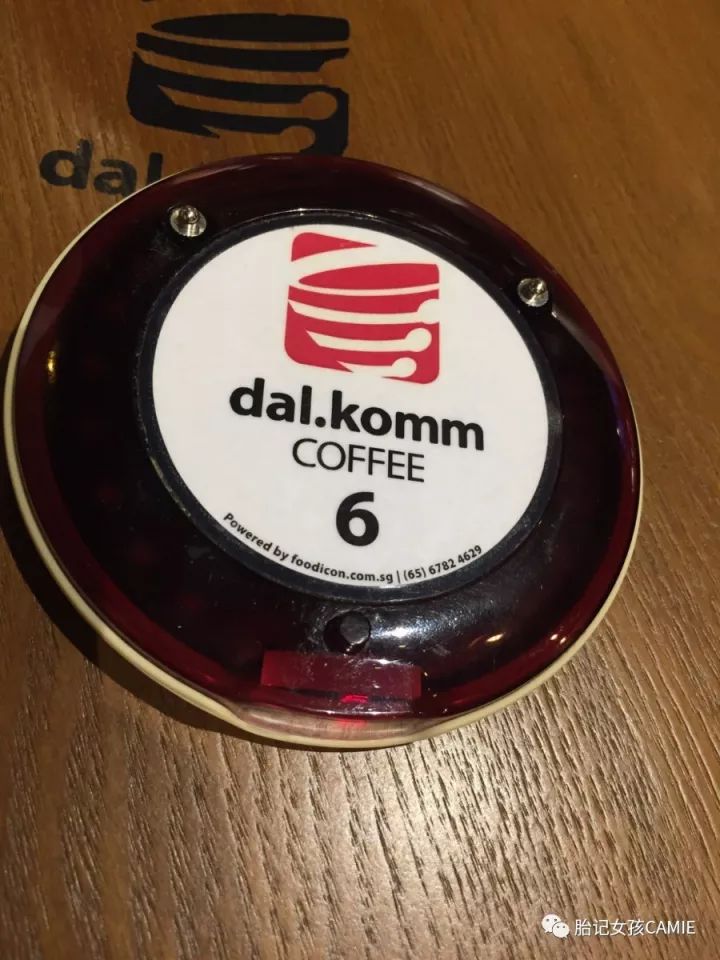 dal.
dal.komm
COFFEE
6
Powered by foodicon.com.sg | (65) 6782 4629
胎记女孩CAMIE